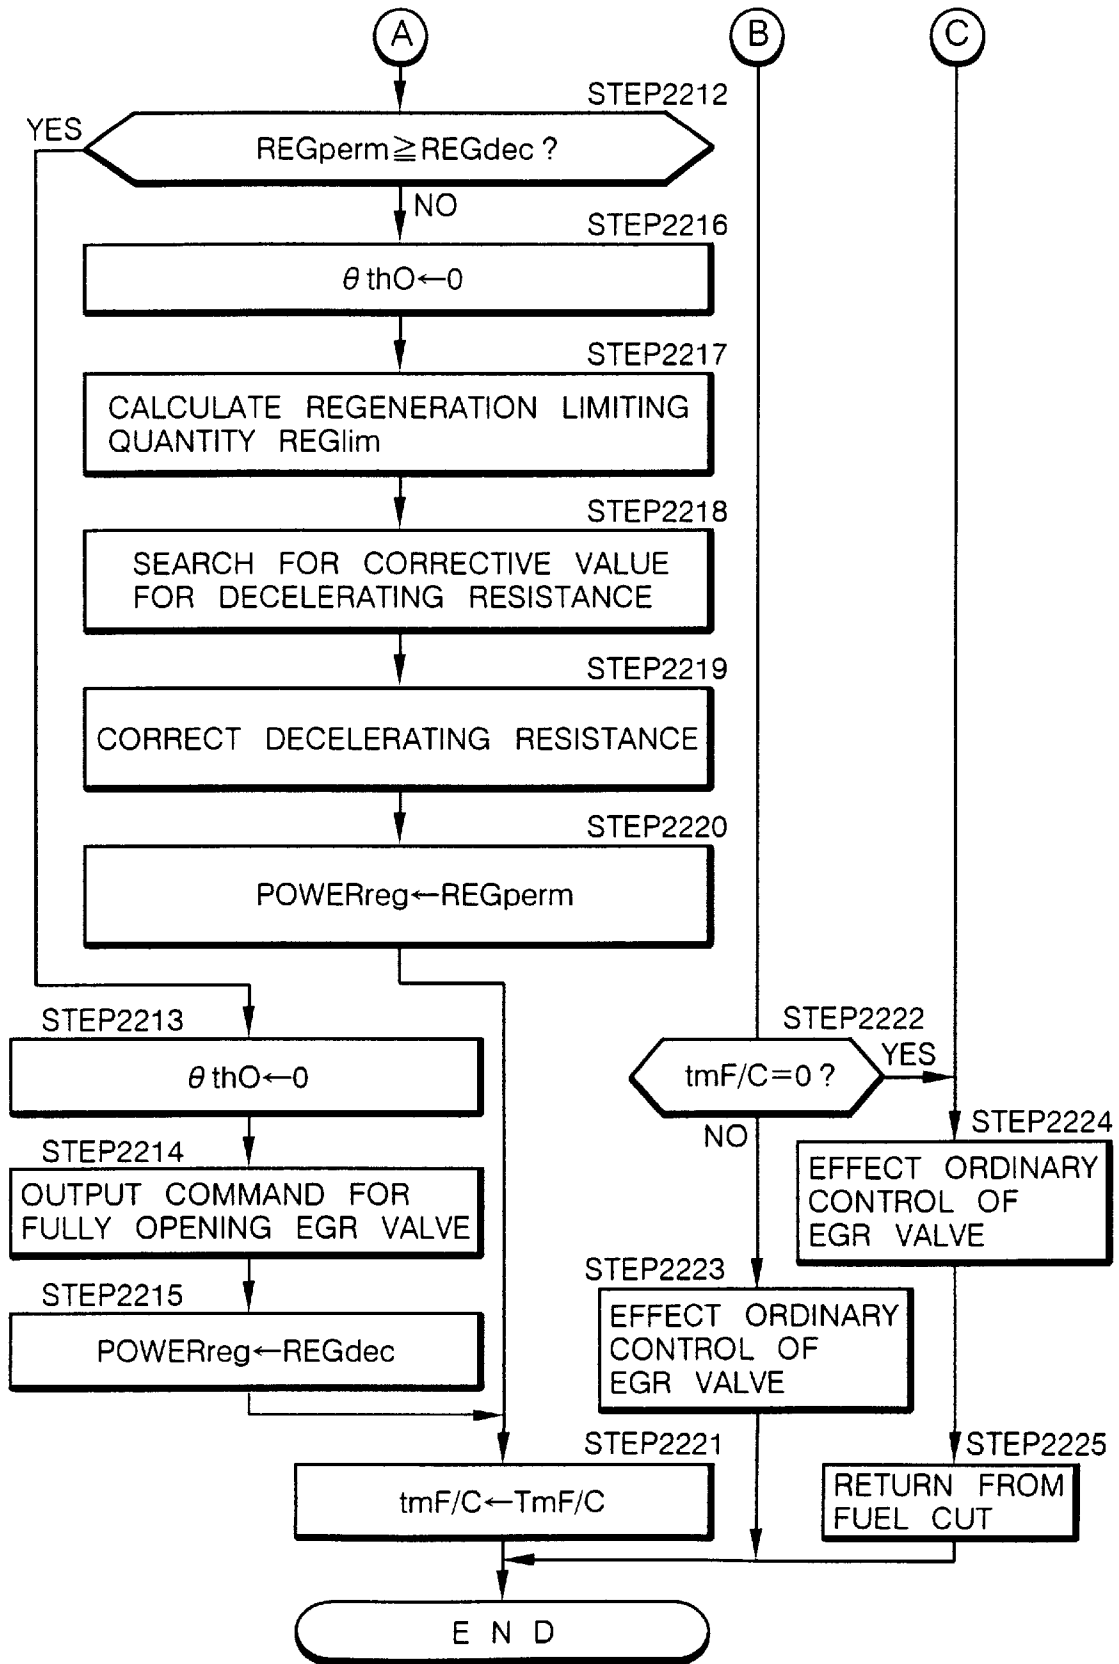 A
B
C
STEP2212
YES
REGperm≧REGdec ?
NO
STEP2216
θ thO←0
STEP2217
CALCULATE REGENERATION LIMITING
QUANTITY REGlim
STEP2218
SEARCH FOR CORRECTIVE VALUE
FOR DECELERATING RESISTANCE
STEP2219
CORRECT DECELERATING RESISTANCE
STEP2220
POWERreg←REGperm
STEP2213
θ thO←0
STEP2214
OUTPUT COMMAND FOR
FULLY OPENING EGR VALVE
STEP2215
POWERreg←REGdec
STEP2222
tmF/C=0 ?
YES
NO
STEP2224
EFFECT ORDINARY
CONTROL OF
EGR VALVE
STEP2223
EFFECT ORDINARY
CONTROL OF
EGR VALVE
STEP2221
tmF/C←TmF/C
STEP2225
RETURN FROM
FUEL CUT
E N D